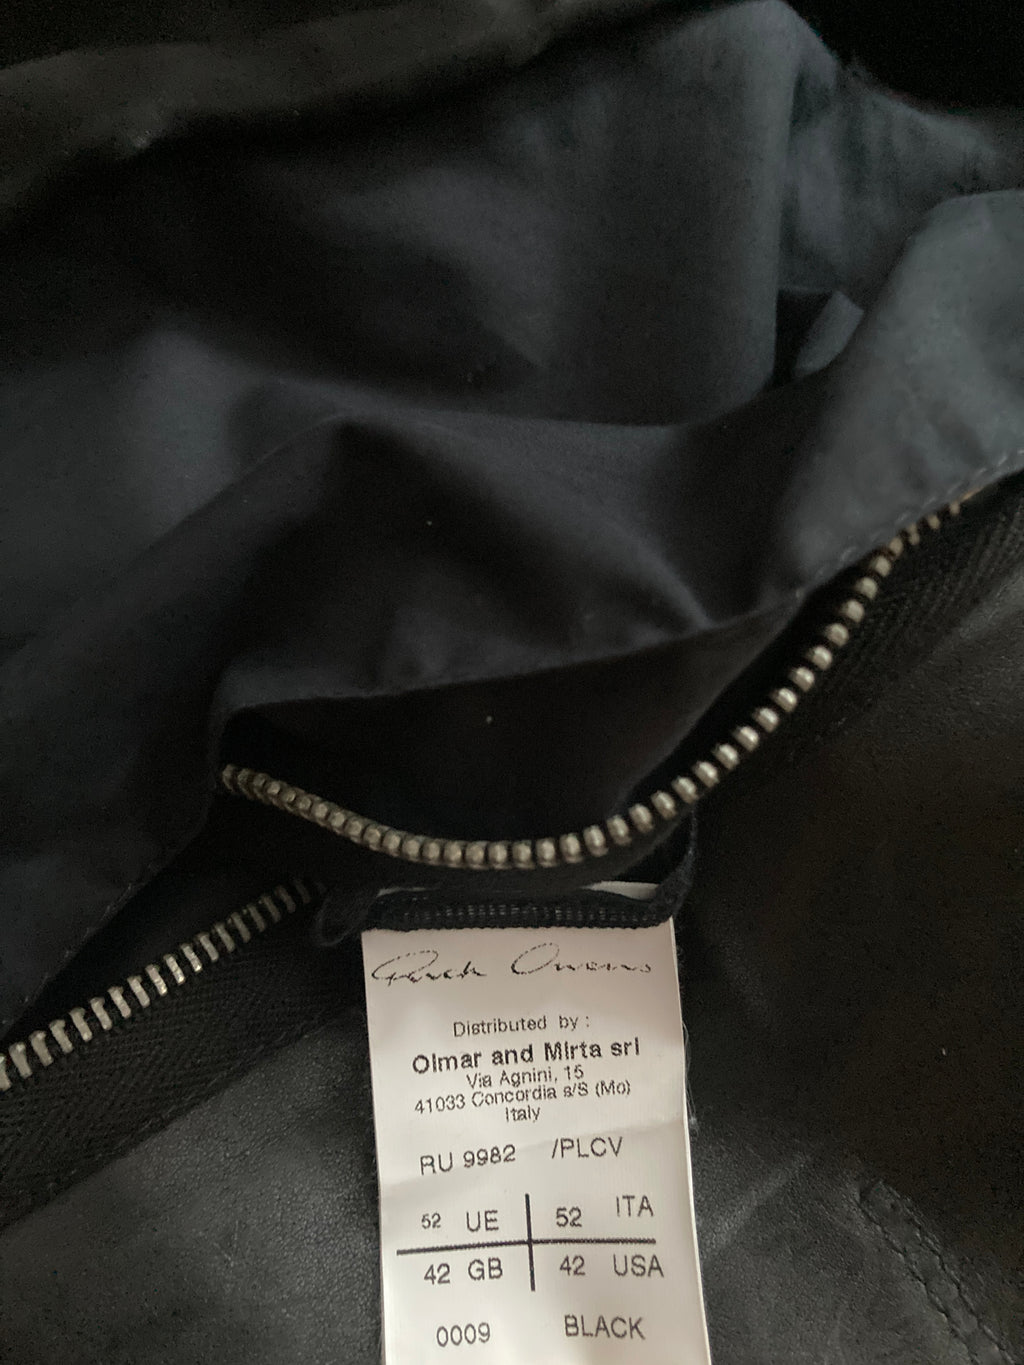 Rick Owens
Distributed by :
Olmar and Mirta srl
Via Agnini, 15
41033 Concordia s/S (Mo)
Italy
RU 9982 /PLCV
52 UE 52 ITA
42 GB 42 USA
0009 BLACK